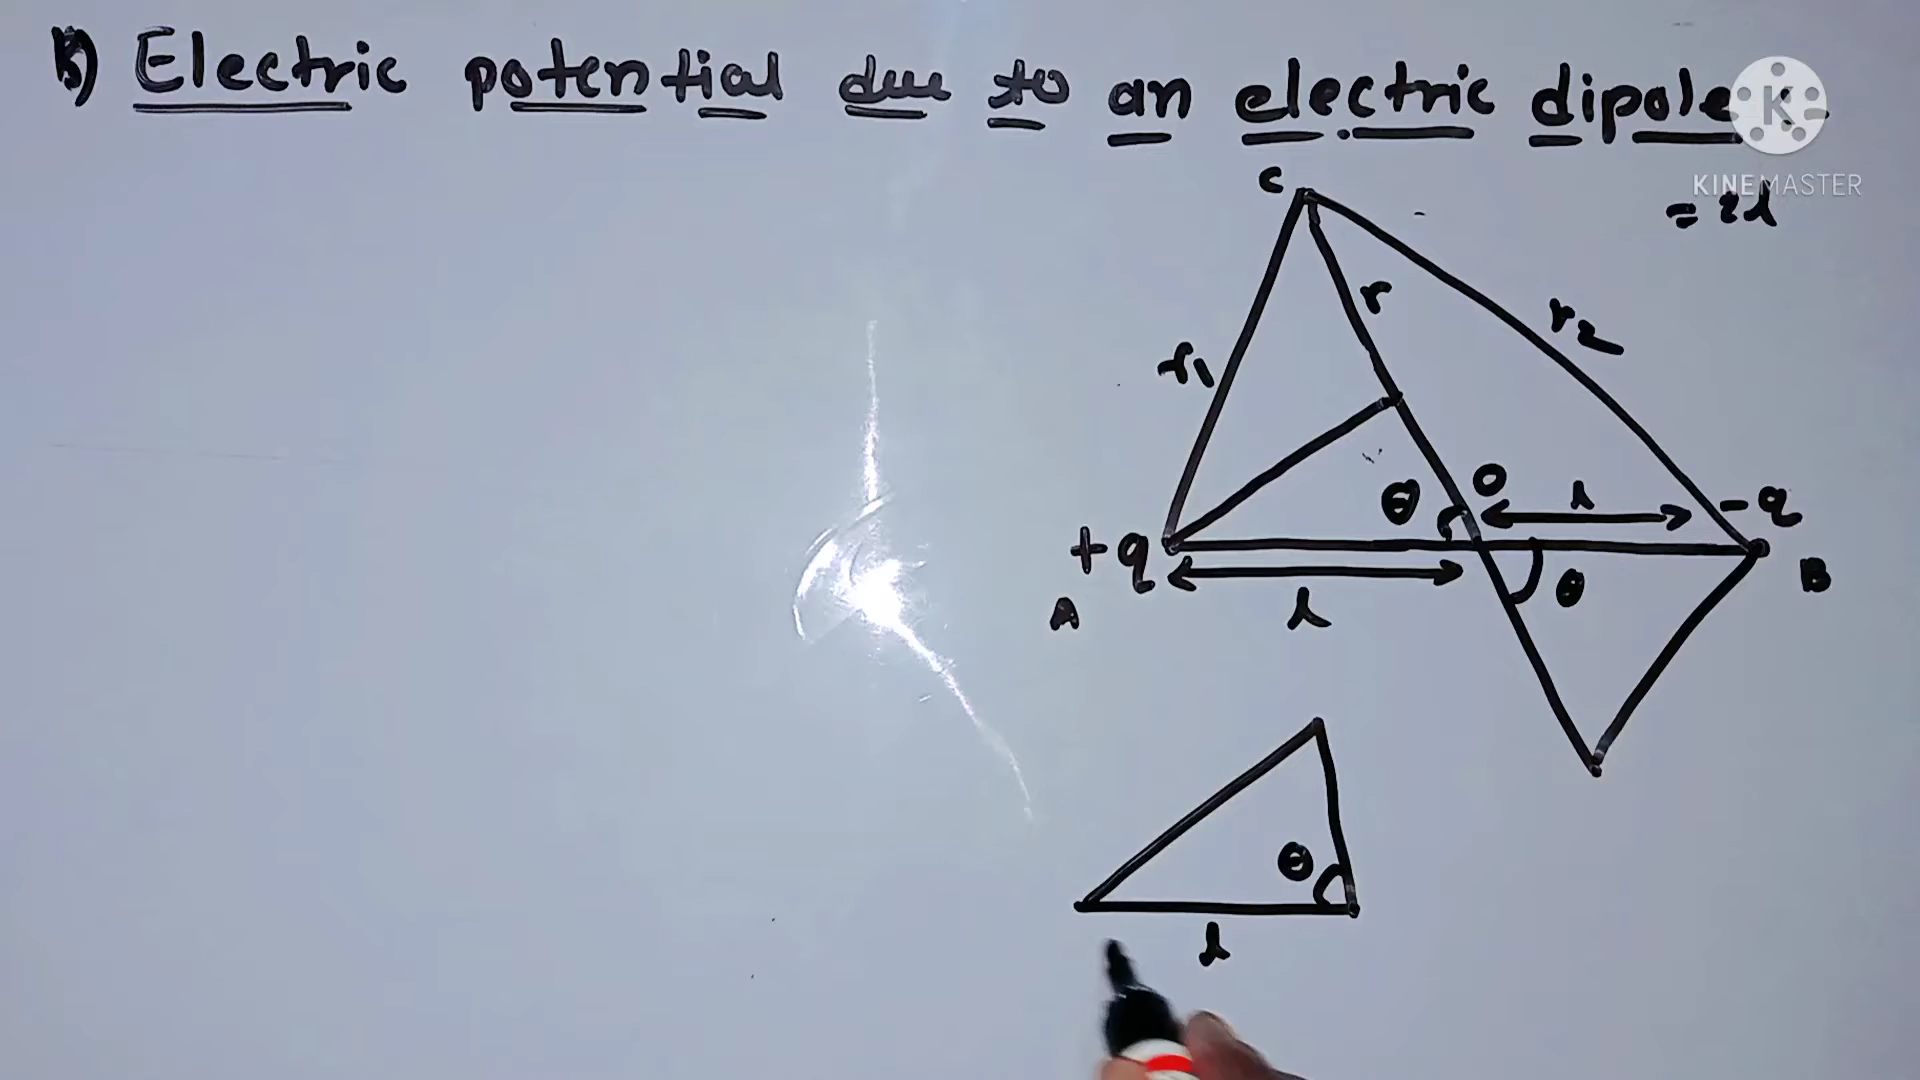 5) Electric potential due to an electric dipole :
K
KINEMASTER
= 2l
C
r
r2
r1
θ
O
l
-q
+q
θ
B
A
l
θ
l